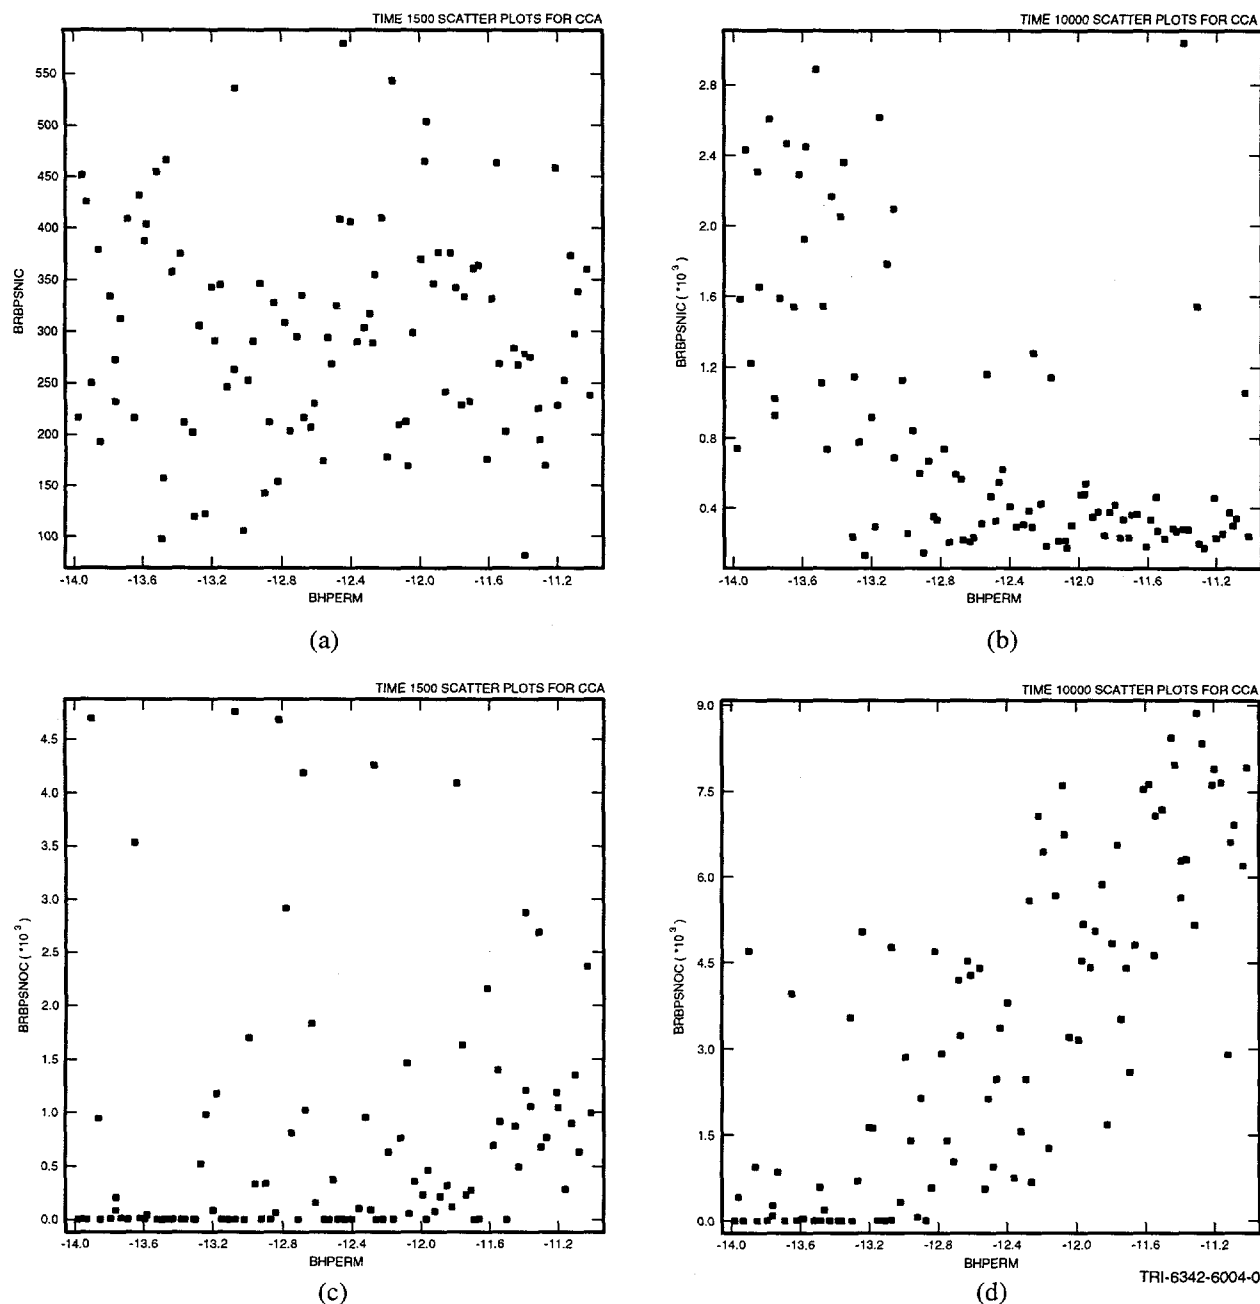 TIME 1500 SCATTER PLOTS FOR CCA
BRBPSNIC
550
500
450
400
350
300
250
200
150
100
-14.0 -13.6 -13.2 -12.8 -12.4 -12.0 -11.6 -11.2
BHPERM
(a)
TIME 10000 SCATTER PLOTS FOR CCA
BRBPSNIC (*10^3)
2.8
2.4
2.0
1.6
1.2
0.8
0.4
-14.0 -13.6 -13.2 -12.8 -12.4 -12.0 -11.6 -11.2
BHPERM
(b)
TIME 1500 SCATTER PLOTS FOR CCA
BRBPSNOC (*10^3)
4.5
4.0
3.5
3.0
2.5
2.0
1.5
1.0
0.5
0.0
-14.0 -13.6 -13.2 -12.8 -12.4 -12.0 -11.6 -11.2
BHPERM
(c)
TIME 10000 SCATTER PLOTS FOR CCA
BRBPSNOC (*10^3)
9.0
7.5
6.0
4.5
3.0
1.5
0.0
-14.0 -13.6 -13.2 -12.8 -12.4 -12.0 -11.6 -11.2
BHPERM
(d)
TRI-6342-6004-0